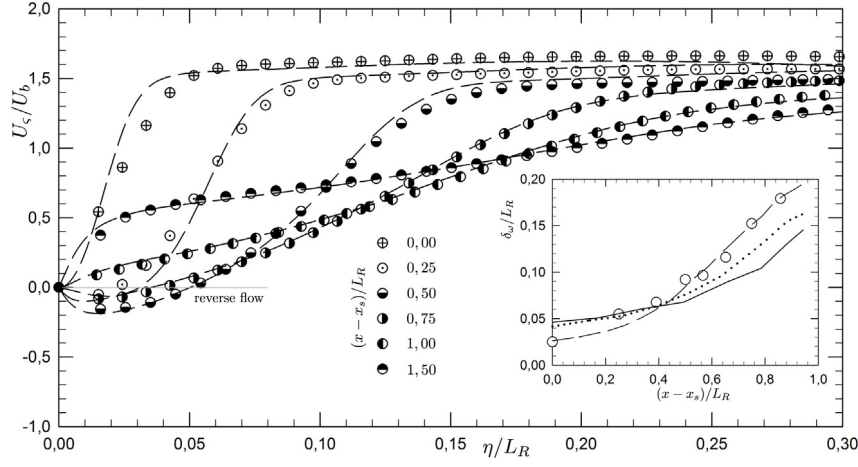 2,0
1,5
1,0
0,5
0,0
-0,5
-1,0
U_ς/U_b
reverse flow
(x−x_s)/L_R
0,00
0,25
0,50
0,75
1,00
1,50
0,20
0,15
0,10
0,05
0,00
δ_ω/L_R
0,0 0,2 0,4 0,6 0,8 1,0
(x−x_s)/L_R
0,00 0,05 0,10 0,15 η/L_R 0,20 0,25 0,30